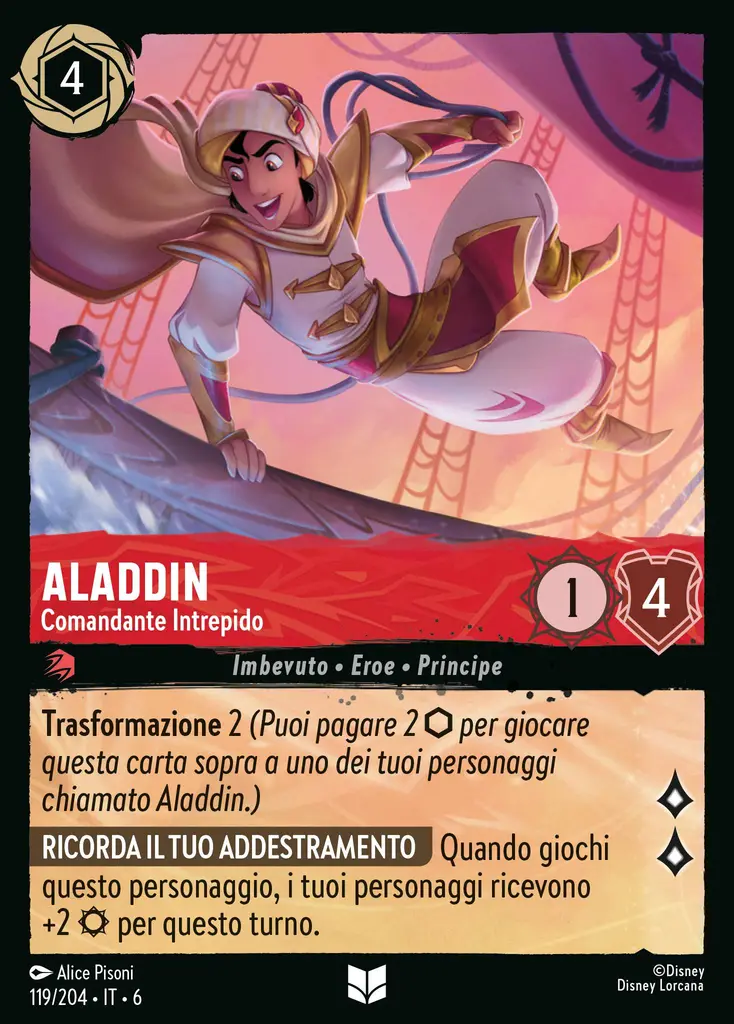 4
ALADDIN
Comandante Intrepido
1
4
Imbevuto • Eroe • Principe
Trasformazione 2 (Puoi pagare 2 ⬡ per giocare
questa carta sopra a uno dei tuoi personaggi
chiamato Aladdin.)
RICORDA IL TUO ADDESTRAMENTO Quando giochi
questo personaggio, i tuoi personaggi ricevono
+2 ¤ per questo turno.
Alice Pisoni
119/204 • IT • 6
©Disney
Disney Lorcana